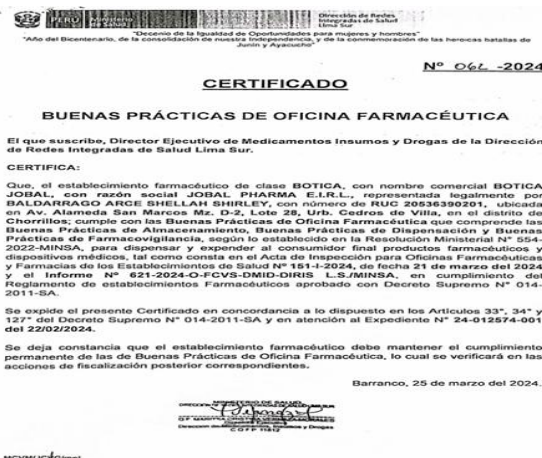 PERÚ Ministerio de Salud Dirección de Redes Integradas de Salud Lima Sur
"Decenio de la Igualdad de Oportunidades para mujeres y hombres"
"Año del Bicentenario, de la consolidación de nuestra Independencia, y de la conmemoración de las heroicas batallas de
Junín y Ayacucho"
N° 062 -2024
CERTIFICADO
BUENAS PRÁCTICAS DE OFICINA FARMACÉUTICA
El que suscribe, Director Ejecutivo de Medicamentos Insumos y Drogas de la Dirección
de Redes Integradas de Salud Lima Sur.
CERTIFICA:
Que, el establecimiento farmacéutico de clase BOTICA, con nombre comercial BOTICA
JOBAL, con razón social JOBAL PHARMA E.I.R.L., representada legalmente por
BALDARRAGO ARCE SHELLAH SHIRLEY, con número de RUC 20536390201, ubicada
en Av. Alameda San Marcos Mz. D-2, Lote 28, Urb. Cedros de Villa, en el distrito de
Chorrillos; cumple con las Buenas Prácticas de Oficina Farmacéutica que comprende las
Buenas Prácticas de Almacenamiento, Buenas Prácticas de Dispensación y Buenas
Prácticas de Farmacovigilancia, según lo establecido en la Resolución Ministerial N° 554-
2022-MINSA, para dispensar y expender al consumidor final productos farmacéuticos y
dispositivos médicos, tal como consta en el Acta de Inspección para Oficinas Farmacéuticas
y Farmacias de los Establecimientos de Salud N° 151-I-2024, de fecha 21 de marzo del 2024
y el Informe N° 621-2024-O-FCVS-DMID-DIRIS L.S./MINSA, en cumplimiento del
Reglamento de establecimientos Farmacéuticos aprobado con Decreto Supremo N° 014-
2011-SA.
Se expide el presente Certificado en concordancia a lo dispuesto en los Artículos 33°, 34° y
127° del Decreto Supremo N° 014-2011-SA y en atención al Expediente N° 24-012574-001
del 22/02/2024.
Se deja constancia que el establecimiento farmacéutico debe mantener el cumplimiento
permanente de las de Buenas Prácticas de Oficina Farmacéutica, lo cual se verificará en las
acciones de fiscalización posterior correspondientes.
Barranco, 25 de marzo del 2024.
MINISTERIO DE SALUD
Dirección de Medicamentos, Insumos y Drogas